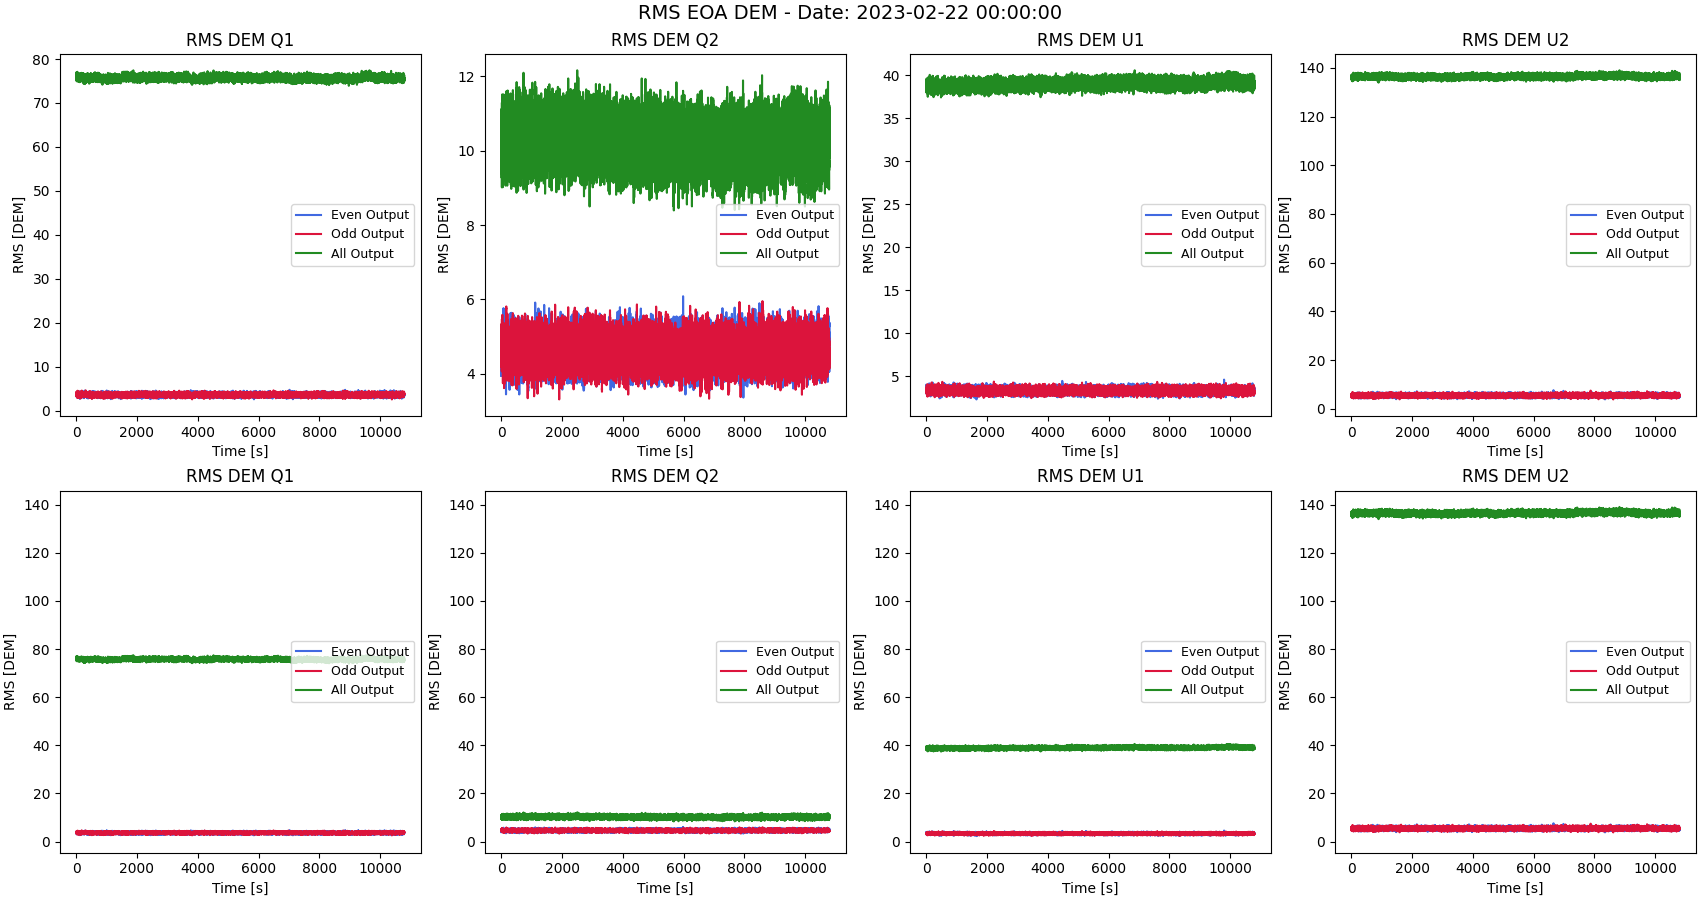 RMS EOA DEM - Date: 2023-02-22 00:00:00
RMS DEM Q1
RMS [DEM]
80
70
60
50
40
30
20
10
0
Even Output
Odd Output
All Output
0 2000 4000 6000 8000 10000
Time [s]
RMS DEM Q2
RMS [DEM]
12
10
8
6
4
Even Output
Odd Output
All Output
0 2000 4000 6000 8000 10000
Time [s]
RMS DEM U1
RMS [DEM]
40
35
30
25
20
15
10
5
Even Output
Odd Output
All Output
0 2000 4000 6000 8000 10000
Time [s]
RMS DEM U2
RMS [DEM]
140
120
100
80
60
40
20
0
Even Output
Odd Output
All Output
0 2000 4000 6000 8000 10000
Time [s]
RMS DEM Q1
RMS [DEM]
140
120
100
80
60
40
20
0
Even Output
Odd Output
All Output
0 2000 4000 6000 8000 10000
Time [s]
RMS DEM Q2
RMS [DEM]
140
120
100
80
60
40
20
0
Even Output
Odd Output
All Output
0 2000 4000 6000 8000 10000
Time [s]
RMS DEM U1
RMS [DEM]
140
120
100
80
60
40
20
0
Even Output
Odd Output
All Output
0 2000 4000 6000 8000 10000
Time [s]
RMS DEM U2
RMS [DEM]
140
120
100
80
60
40
20
0
Even Output
Odd Output
All Output
0 2000 4000 6000 8000 10000
Time [s]